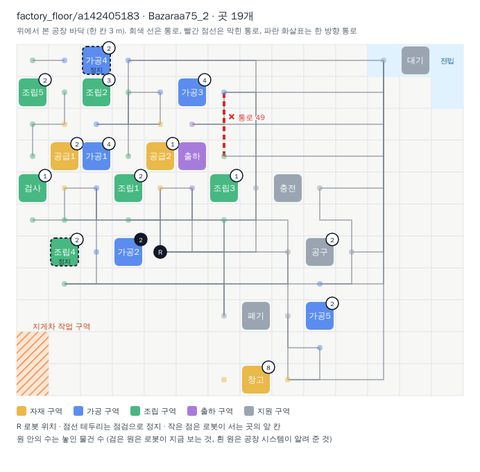 factory_floor/a142405183 · Bazaraa75_2 · 곳 19개
위에서 본 공장 바닥 (한 칸 3 m). 회색 선은 통로, 빨간 점선은 막힌 통로, 파란 화살표는 한 방향 통로
2
가공4
정지
대기
진입
2
조립5
3
조립2
4
가공3
✖ 통로 49
공급1
4
가공1
1
공급2
출하
1
검사
2
조립1
1
조립3
충전
2
조립4
정지
2
가공2
R
2
공구
폐기
2
가공5
지게차 작업 구역
8
창고
자재 구역
가공 구역
조립 구역
출하 구역
지원 구역
R 로봇 위치 · 점선 테두리는 점검으로 정지 · 작은 점은 로봇이 서는 곳의 앞 칸
원 안의 수는 놓인 물건 수 (검은 원은 로봇이 지금 보는 것, 흰 원은 공장 시스템이 알려 준 것)